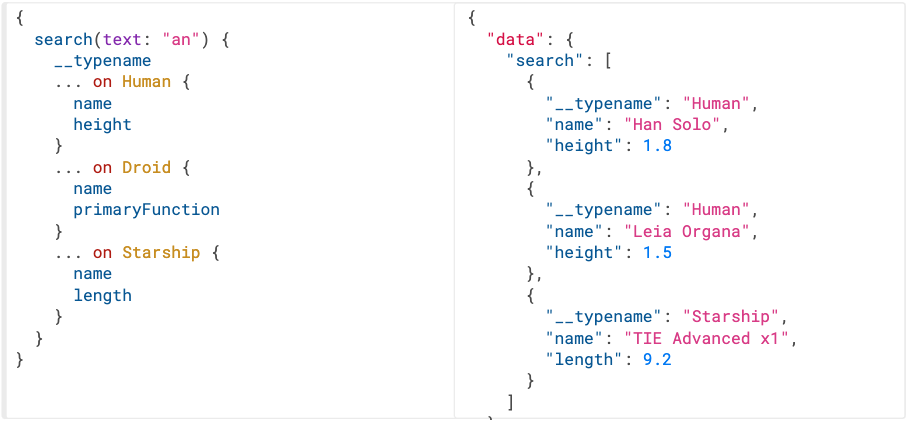 {
  search(text: "an") {
    __typename
    ... on Human {
      name
      height
    }
    ... on Droid {
      name
      primaryFunction
    }
    ... on Starship {
      name
      length
    }
  }
}
{
  "data": {
    "search": [
      {
        "__typename": "Human",
        "name": "Han Solo",
        "height": 1.8
      },
      {
        "__typename": "Human",
        "name": "Leia Organa",
        "height": 1.5
      },
      {
        "__typename": "Starship",
        "name": "TIE Advanced x1",
        "length": 9.2
      }
    ]